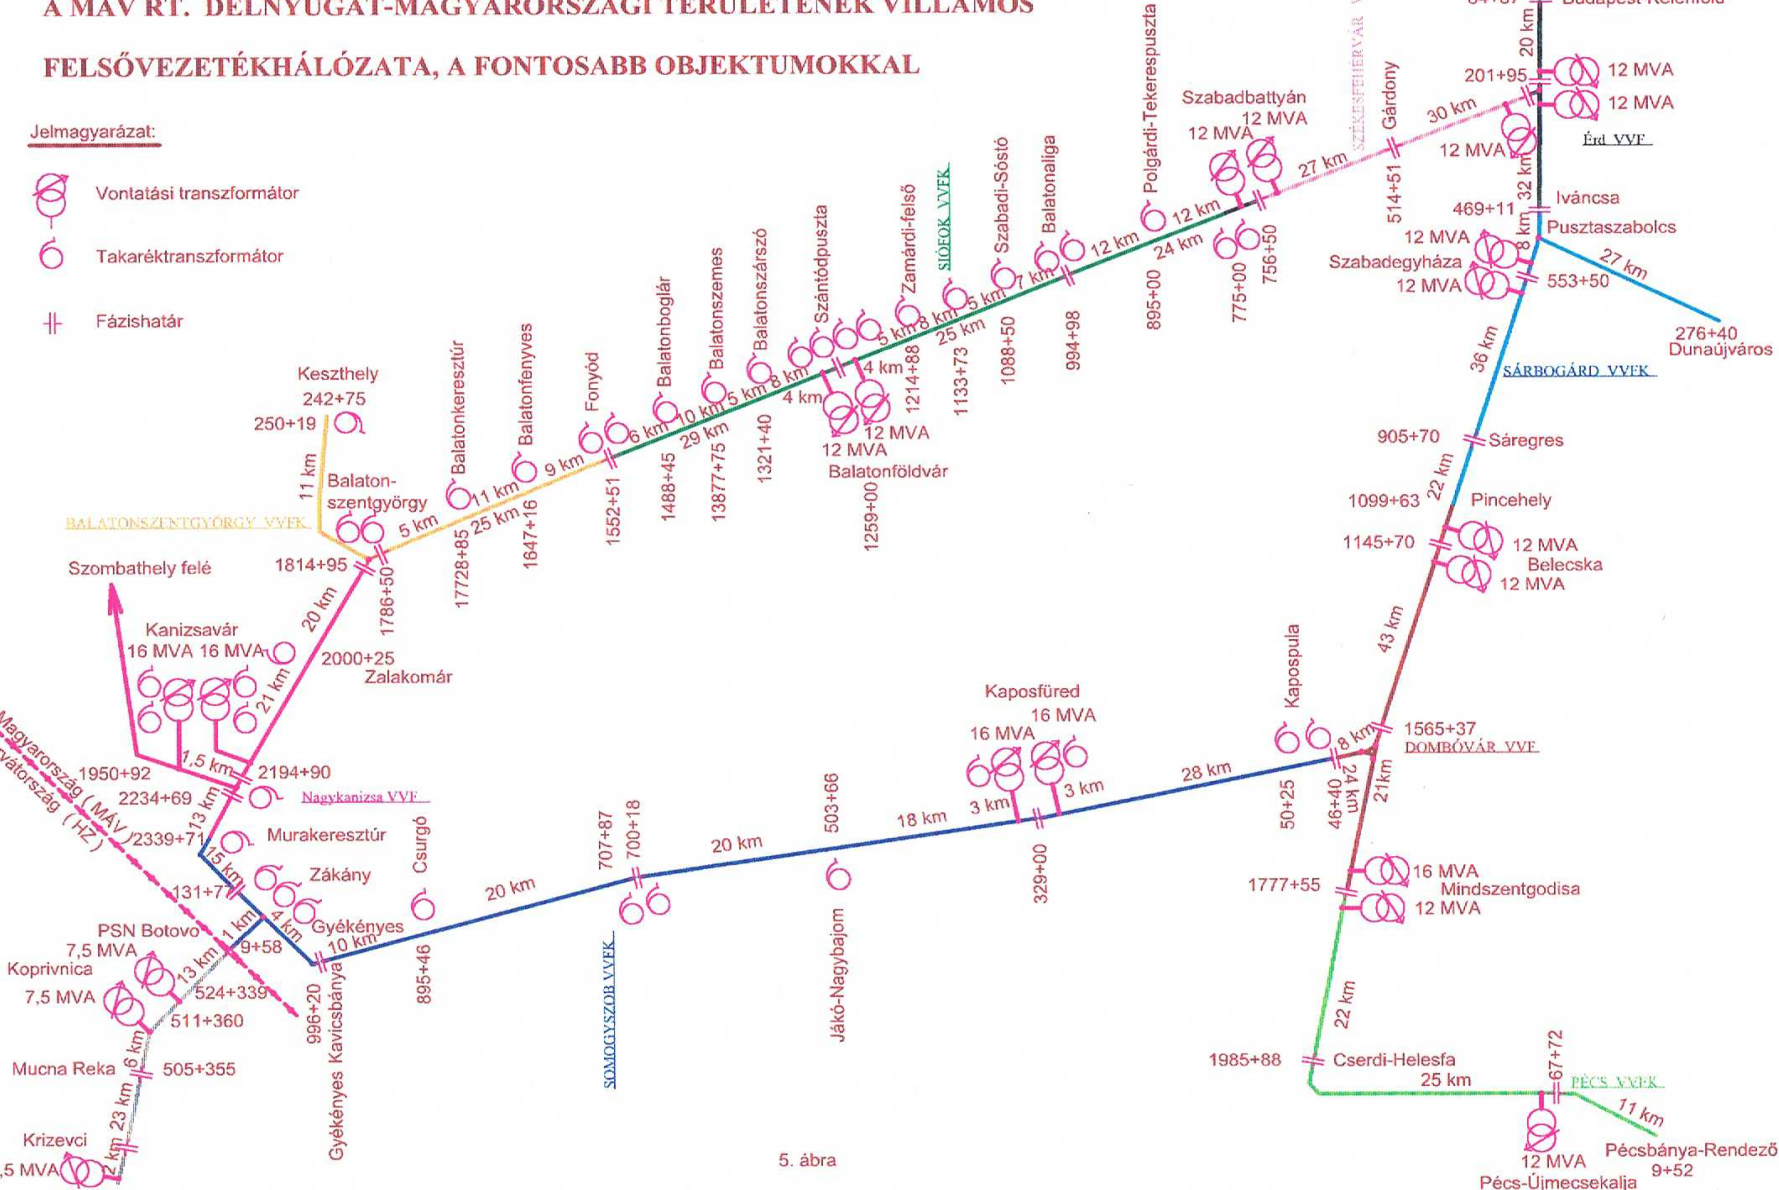 A MÁV RT. DÉLNYUGAT-MAGYARORSZÁGI TERÜLETÉNEK VILLAMOS
FELSŐVEZETÉKHÁLÓZATA, A FONTOSABB OBJEKTUMOKKAL
Jelmagyarázat:
Vontatási transzformátor
Takaréktranszformátor
Fázishatár
20 km
201+95
12 MVA
12 MVA
Érd VVF
12 MVA
32 km
30 km
Gárdony
514+51
SZÉKESFEHÉRVÁR
27 km
Szabadbattyán
12 MVA
12 MVA
756+50
775+00
Polgárdi-Tekerespuszta
12 km
24 km
12 km
895+00
Balatonaliga
994+98
7 km
Szabadi-Sóstó
1088+50
5 km
25 km
SIÓFOK VVFK
1133+73
8 km
Zamárdi-felső
1214+88
5 km
4 km
Szántódpuszta
12 MVA
12 MVA
Balatonföldvár
1259+00
4 km
8 km
Balatonszárszó
1321+40
5 km
Balatonszemes
13877+75
10 km
29 km
Balatonboglár
1488+45
6 km
Fonyód
1552+51
9 km
Balatonfenyves
1647+16
11 km
25 km
Balatonkeresztúr
17728+85
5 km
Balaton-
szentgyörgy
1786+50
1814+95
Keszthely
242+75
250+19
11 km
BALATONSZENTGYÖRGY VVFK
Szombathely felé
20 km
2000+25
Zalakomár
21 km
Kanizsavár
16 MVA 16 MVA
1,5 km
1950+92
2194+90
2234+69
Nagykanizsa VVF
13 km
2339+71
Murakeresztúr
15 km
131+77
Zákány
4 km
Gyékényes
1 km
9+58
Magyarország ( MÁV )
( HZ )
PSN Botovo
7,5 MVA
13 km
524+339
Koprivnica
7,5 MVA
511+360
6 km
Mucna Reka
505+355
23 km
Krizevci
2 km
,5 MVA
10 km
996+20
Gyékényes Kavicsbánya
Csurgó
895+46
20 km
707+87
700+18
SOMOGYSZOB VVFK
20 km
503+66
Jákó-Nagybajom
18 km
Kaposfüred
16 MVA
16 MVA
3 km
3 km
329+00
28 km
Kapospula
50+25
49+40
8 km
24 km
21km
1565+37
DOMBÓVÁR VVF
43 km
Iváncsa
469+11
8 km
Pusztaszabolcs
12 MVA
Szabadegyháza
12 MVA
553+50
27 km
276+40
Dunaújváros
36 km
SÁRBOGÁRD VVFK
905+70
Sáregres
22 km
1099+63
Pincehely
1145+70
12 MVA
Belecska
12 MVA
16 MVA
1777+55
Mindszentgodisa
12 MVA
22 km
1985+88
Cserdi-Helesfa
25 km
67+72
PÉCS VVFK
11 km
Pécsbánya-Rendező
9+52
12 MVA
Pécs-Újmecsekalja
5. ábra